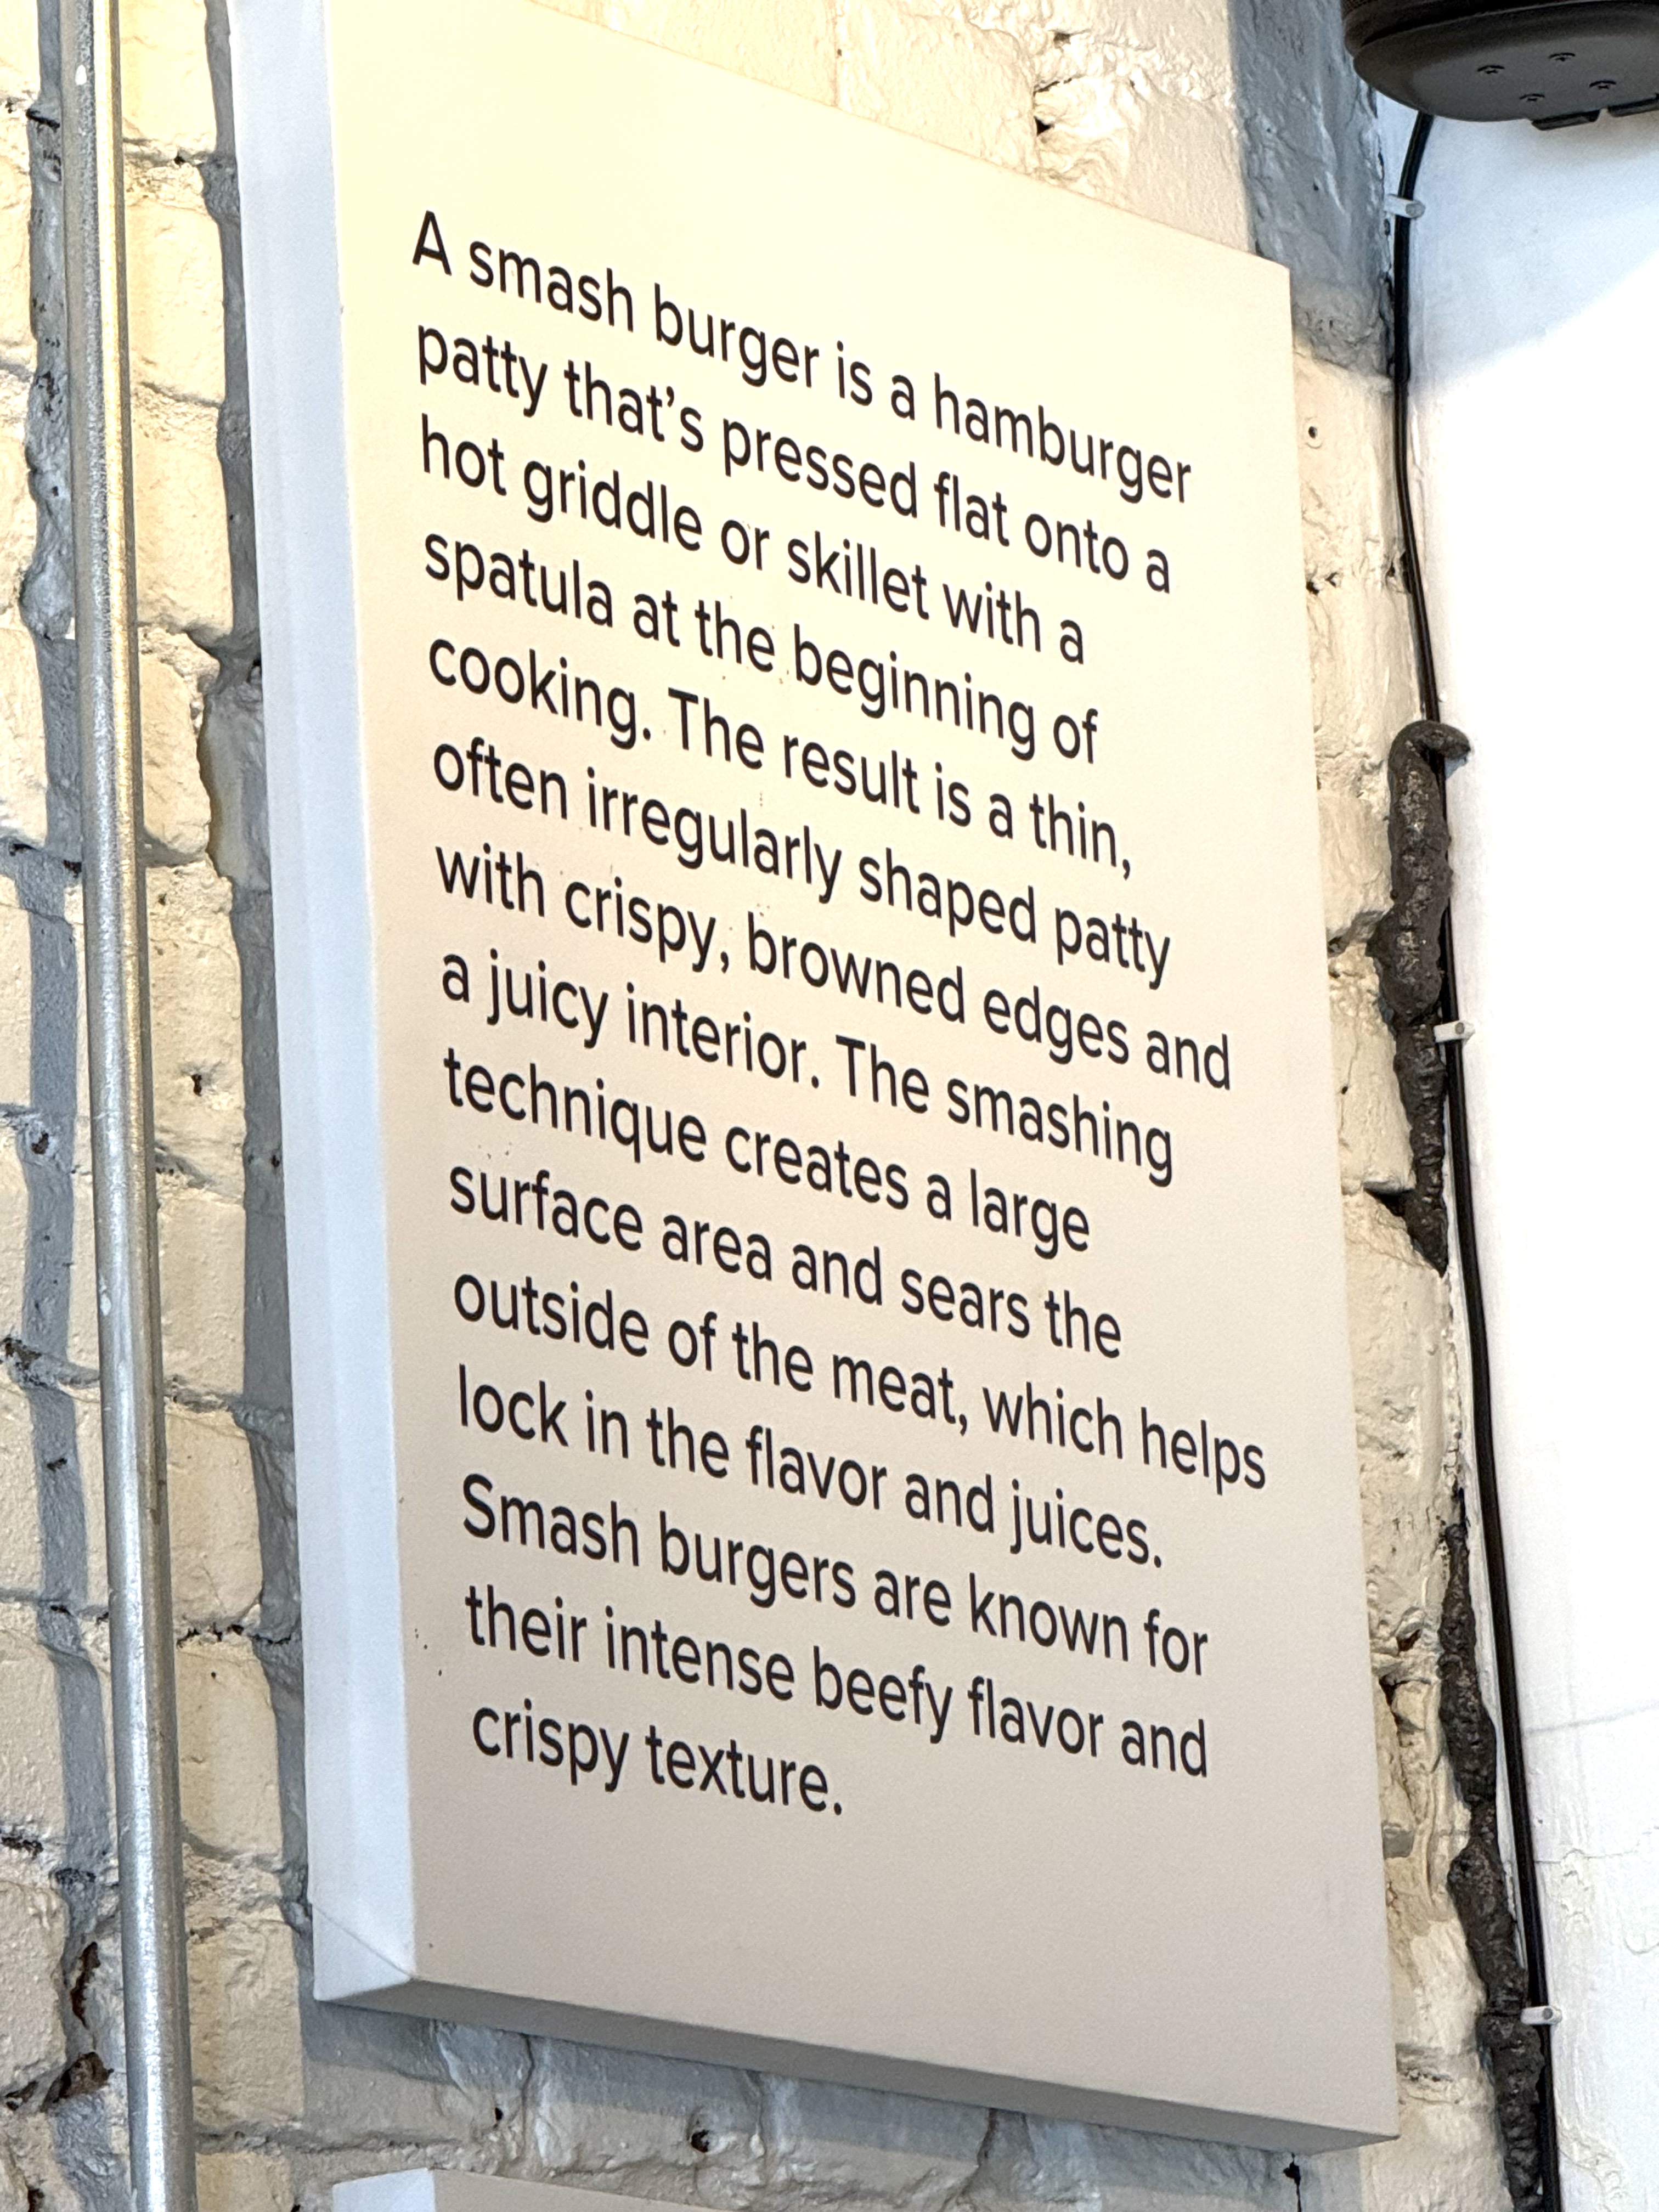 A smash burger is a hamburger
patty that’s pressed flat onto a
hot griddle or skillet with a
spatula at the beginning of
cooking. The result is a thin,
often irregularly shaped patty
with crispy, browned edges and
a juicy interior. The smashing
technique creates a large
surface area and sears the
outside of the meat, which helps
lock in the flavor and juices.
Smash burgers are known for
their intense beefy flavor and
crispy texture.